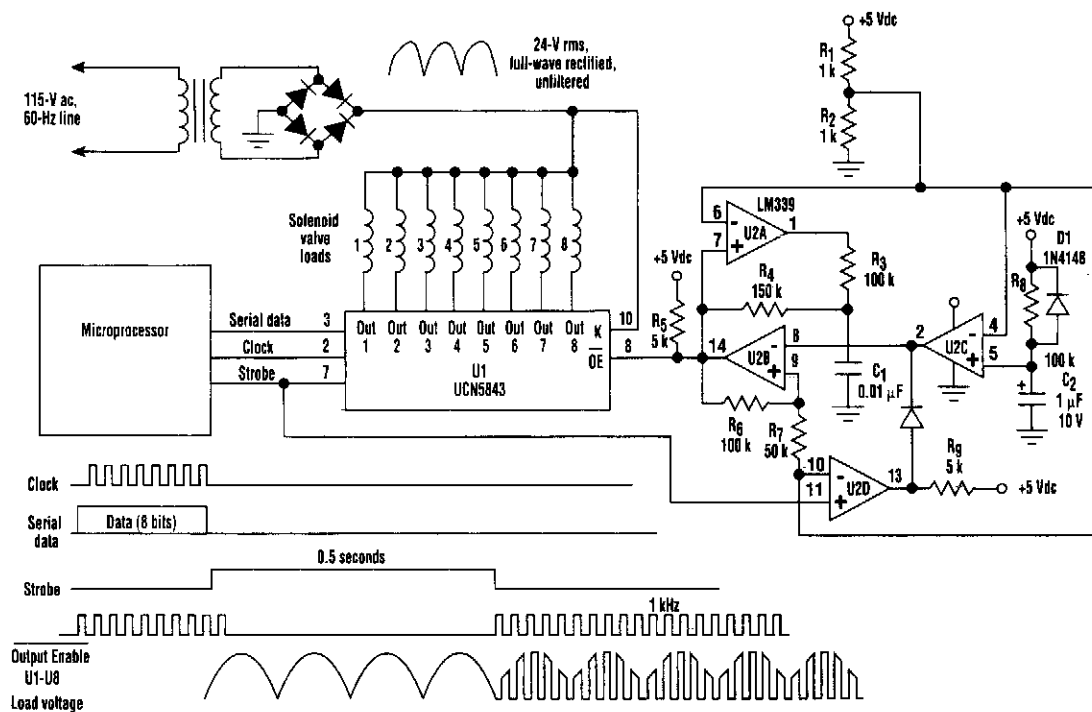 24-V rms,
full-wave rectified,
unfiltered
115-V ac,
60-Hz line
+5 Vdc
R1
1 k
R2
1 k
LM339
6
-
7
+
U2A
1
R3
100 k
+5 Vdc
D1
1N4148
R8
100 k
Solenoid
valve
loads
1 2 3 4 5 6 7 8
+5 Vdc
R4
150 k
R5
5 k
Microprocessor
Serial data 3
Clock 2
Strobe 7
Out 1
Out 2
Out 3
Out 4
Out 5
Out 6
Out 7
Out 8
K
OE
10
8
U1
UCN5843
14
U2B
-
+
8
9
2
U2C
-
+
4
5
C1
0.01 µF
+
C2
1 µF
10 V
R6
100 k
R7
50 k
10
11
-
+
U2D
13
R9
5 k
+5 Vdc
Clock
Serial
data
Data (8 bits)
0.5 seconds
Strobe
1 kHz
Output Enable
U1-U8
Load voltage